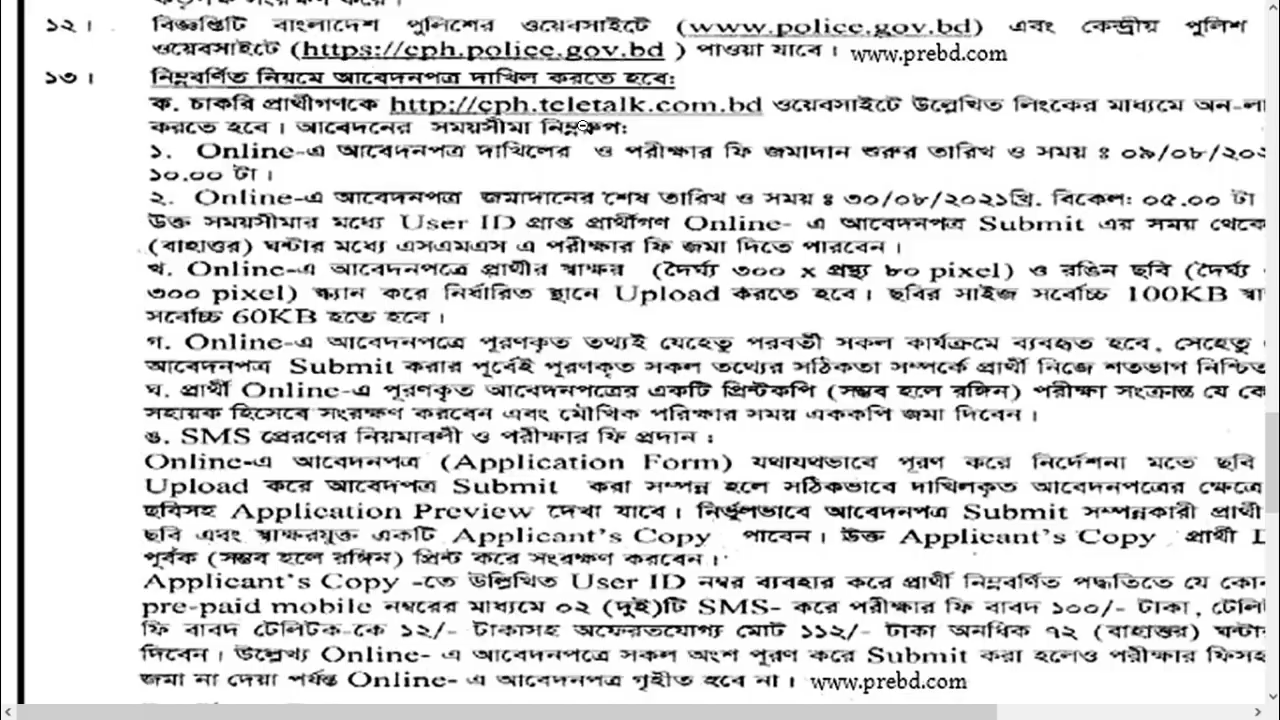 ১২। বিজ্ঞপ্তিটি বাংলাদেশ পুলিশের ওয়েবসাইটে (www.police.gov.bd) এবং কেন্দ্রীয় পুলিশ
ওয়েবসাইটে (https://cph.police.gov.bd ) পাওয়া যাবে। www.prebd.com
১৩। নিম্নবর্ণিত নিয়মে আবেদনপত্র দাখিল করতে হবে:
ক. চাকরি প্রার্থীগণকে http://cph.teletalk.com.bd ওয়েবসাইটে উল্লেখিত লিংকের মাধ্যমে অন-লা
করতে হবে। আবেদনের সময়সীমা নিম্নরূপ:
১. Online-এ আবেদনপত্র দাখিলের ও পরীক্ষার ফি জমাদান শুরুর তারিখ ও সময় ঃ ০৯/০৮/২০২
১০.০০ টা।
২. Online-এ আবেদনপত্র জমাদানের শেষ তারিখ ও সময় ঃ ৩০/০৮/২০২১খ্রি. বিকেল: ০৫.০০ টা
উক্ত সময়সীমার মধ্যে User ID প্রাপ্ত প্রার্থীগণ Online- এ আবেদনপত্র Submit এর সময় থেকে
(বাহাত্তর) ঘন্টার মধ্যে এসএমএস এ পরীক্ষার ফি জমা দিতে পারবেন।
খ. Online-এ আবেদনপত্রে প্রার্থীর স্বাক্ষর (দৈর্ঘ্য ৩০০ x প্রস্থ ৮০ pixel) ও রঙিন ছবি (দৈর্ঘ্য
৩০০ pixel) স্ক্যান করে নির্ধারিত স্থানে Upload করতে হবে। ছবির সাইজ সর্বোচ্চ 100KB স্বা
সর্বোচ্চ 60KB হতে হবে।
গ. Online-এ আবেদনপত্রে পূরণকৃত তথ্যই যেহেতু পরবর্তী সকল কার্যক্রমে ব্যবহৃত হবে, সেহেতু
আবেদনপত্র Submit করার পূর্বেই পূরণকৃত সকল তথ্যের সঠিকতা সম্পর্কে প্রার্থী নিজে শতভাগ নিশ্চিত
ঘ. প্রার্থী Online-এ পূরণকৃত আবেদনপত্রের একটি প্রিন্টকপি (সম্ভব হলে রঙ্গিন) পরীক্ষা সংক্রান্ত যে কো
সহায়ক হিসেবে সংরক্ষণ করবেন এবং মৌখিক পরিক্ষার সময় এককপি জমা দিবেন।
ঙ. SMS প্রেরণের নিয়মাবলী ও পরীক্ষার ফি প্রদান :
Online-এ আবেদনপত্র (Application Form) যথাযথভাবে পূরণ করে নির্দেশনা মতে ছবি
Upload করে আবেদপত্র Submit করা সম্পন্ন হলে সঠিকভাবে দাখিলকৃত আবেদনপত্রের ক্ষেত্রে
ছবিসহ Application Preview দেখা যাবে। নির্ভুলভাবে আবেদনপত্র Submit সম্পন্নকারী প্রার্থী
ছবি এবং স্বাক্ষরযুক্ত একটি Applicant's Copy পাবেন। উক্ত Applicant's Copy প্রার্থী
পূর্বক (সম্ভব হলে রঙ্গিন) প্রিন্ট করে সংরক্ষণ করবেন।
Applicant's Copy -তে উল্লিখিত User ID নম্বর ব্যবহার করে প্রার্থী নিম্নবর্ণিত পদ্ধতিতে যে কোন
pre-paid mobile নম্বরের মাধ্যমে ০২ (দুই)টি SMS- করে পরীক্ষার ফি বাবদ ১০০/- টাকা, টেলি
ফি বাবদ টেলিটক-কে ১২/- টাকাসহ অফেরতযোগ্য মোট ১১২/- টাকা অনধিক ৭২ (বাহাত্তর) ঘন্টা
দিবেন। উল্লেখ্য Online- এ আবেদনপত্রে সকল অংশ পূরণ করে Submit করা হলেও পরীক্ষার ফিসহ
জমা না দেয়া পর্যন্ত Online- এ আবেদনপত্র গৃহীত হবে না। www.prebd.com